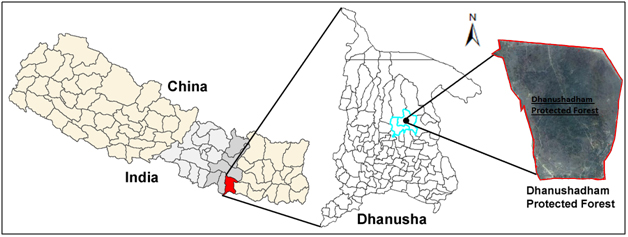 China
India
Dhanusha
N
Dhanushadham
Protected Forest
Dhanushadham
Protected Forest